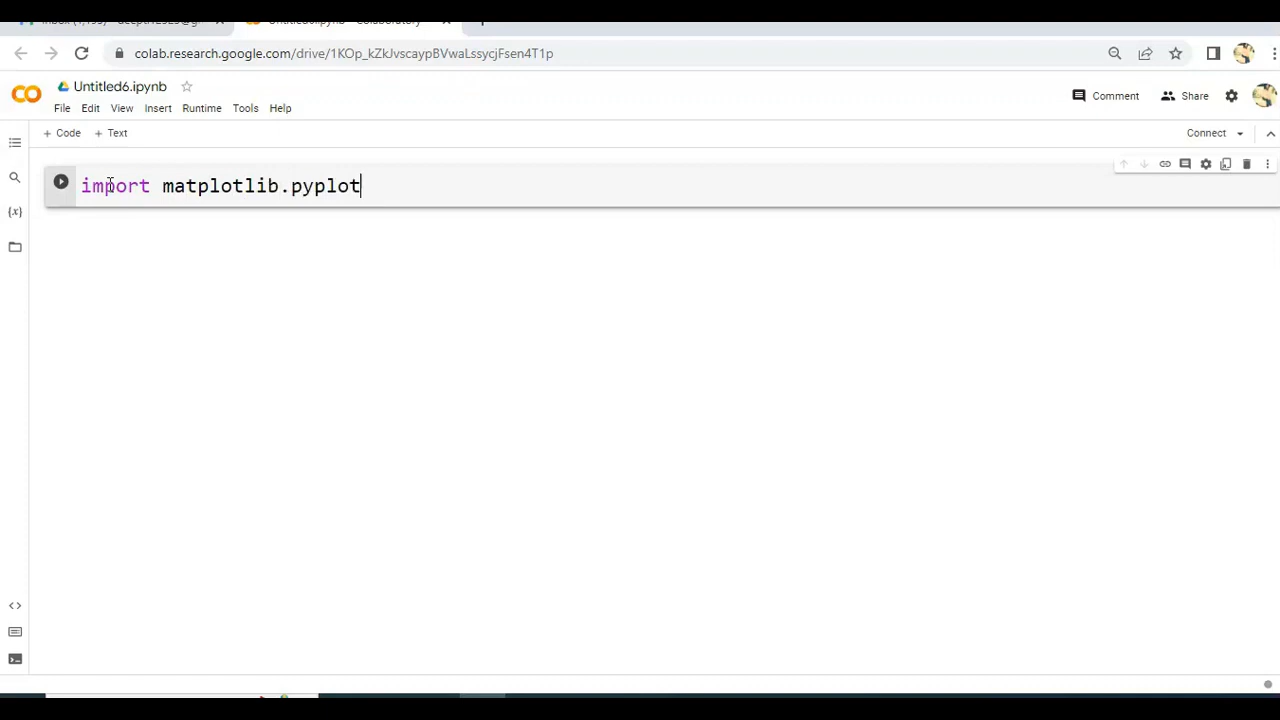 colab.research.google.com/drive/1KOp_kZkJvscaypBVwaLssycjFsen4T1p
Untitled6.ipynb
Comment
Share
File Edit View Insert Runtime Tools Help
+ Code + Text
Connect
import matplotlib.pyplot
{x}